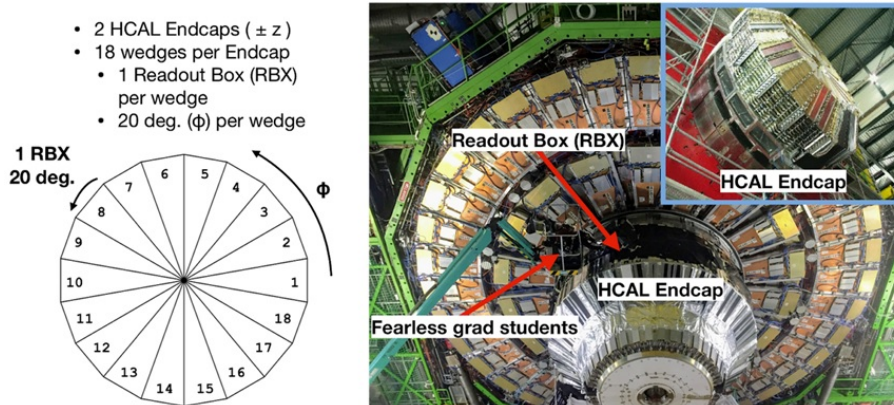 • 2 HCAL Endcaps ( ± z )
• 18 wedges per Endcap
• 1 Readout Box (RBX)
per wedge
• 20 deg. (ϕ) per wedge
1 RBX
20 deg.
ϕ
6
5
7
4
8
3
9
2
10
1
11
18
12
17
13
16
14
15
Readout Box (RBX)
HCAL Endcap
HCAL Endcap
Fearless grad students